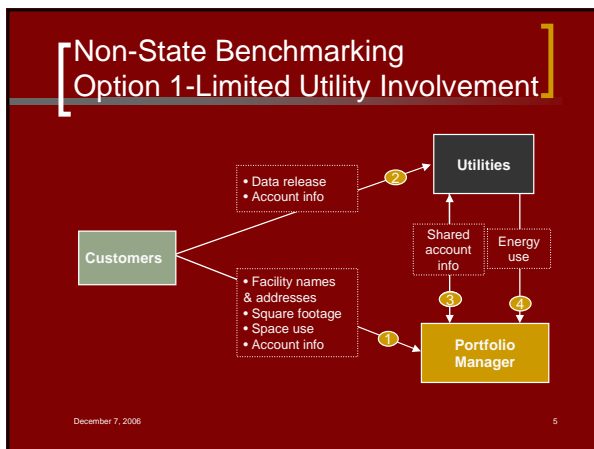 Non-State Benchmarking
Option 1-Limited Utility Involvement
• Data release
• Account info
2
Utilities
Customers
Shared
account
info
Energy
use
• Facility names
& addresses
• Square footage
• Space use
• Account info
3
4
1
Portfolio
Manager
December 7, 2006
5